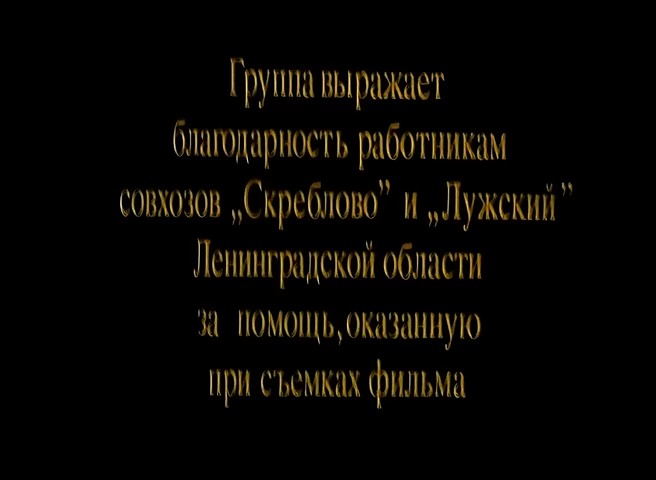 Группа выражает
благодарность работникам
совхозов „Скреблово” и „Лужский”
Ленинградской области
за помощь, оказанную
при съемках фильма